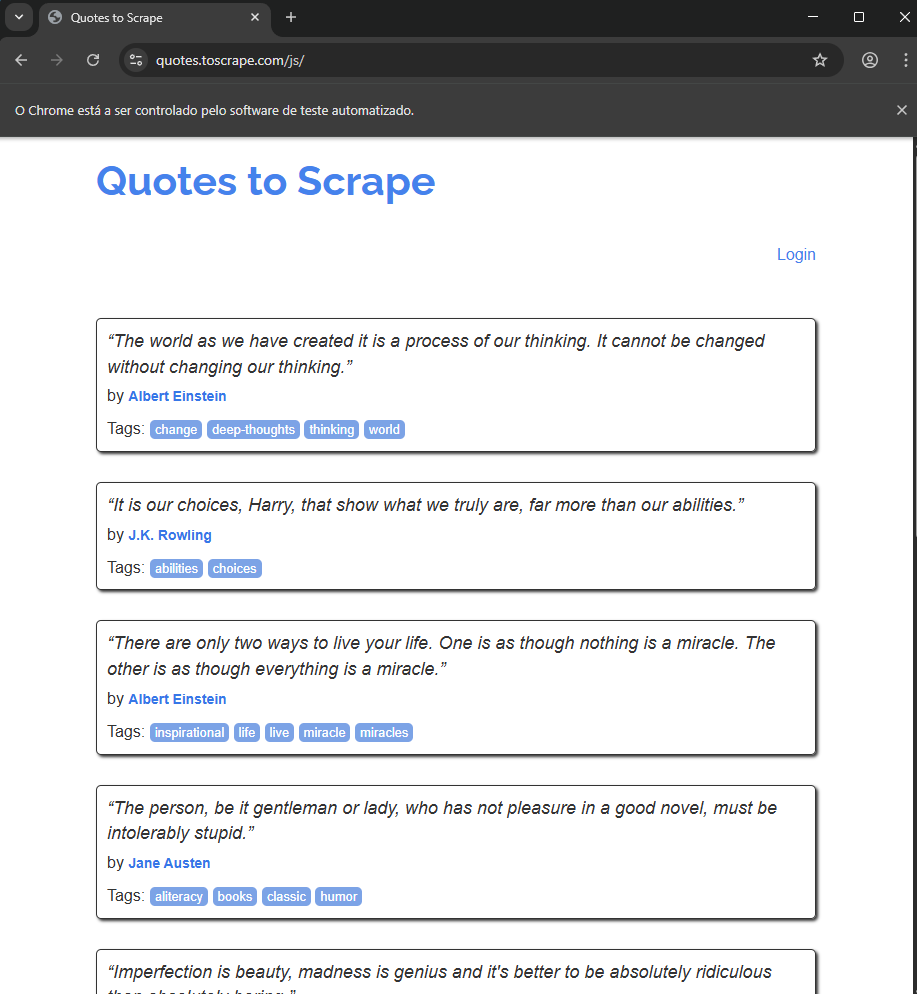 Quotes to Scrape
quotes.toscrape.com/js/
O Chrome está a ser controlado pelo software de teste automatizado.
Quotes to Scrape
Login
“The world as we have created it is a process of our thinking. It cannot be changed
without changing our thinking.”
by Albert Einstein
Tags: change deep-thoughts thinking world
“It is our choices, Harry, that show what we truly are, far more than our abilities.”
by J.K. Rowling
Tags: abilities choices
“There are only two ways to live your life. One is as though nothing is a miracle. The
other is as though everything is a miracle.”
by Albert Einstein
Tags: inspirational life live miracle miracles
“The person, be it gentleman or lady, who has not pleasure in a good novel, must be
intolerably stupid.”
by Jane Austen
Tags: aliteracy books classic humor
“Imperfection is beauty, madness is genius and it's better to be absolutely ridiculous
than absolutely boring.”